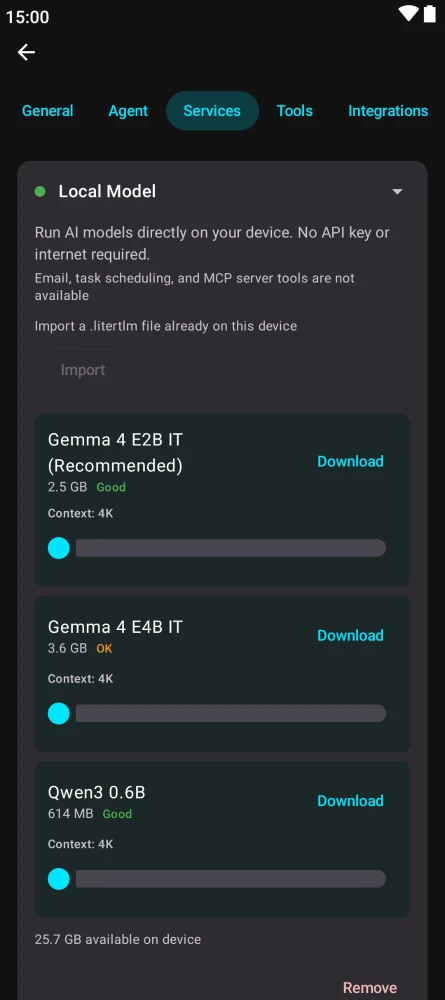 15:00
General Agent Services Tools Integrations
Local Model
Run AI models directly on your device. No API key or
internet required.
Email, task scheduling, and MCP server tools are not
available
Import a .litertlm file already on this device
Import
Gemma 4 E2B IT
(Recommended)
Download
2.5 GB Good
Context: 4K
Gemma 4 E4B IT
Download
3.6 GB OK
Context: 4K
Qwen3 0.6B
Download
614 MB Good
Context: 4K
25.7 GB available on device
Remove